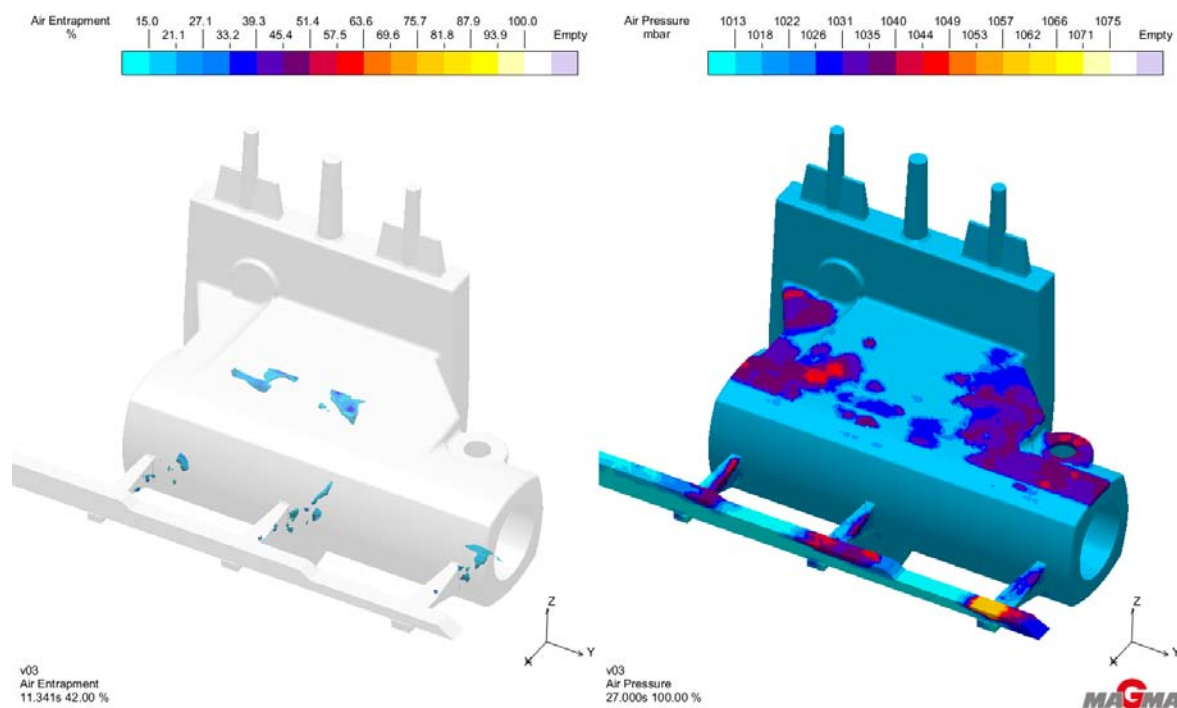 Air Entrapment 15.0 27.1 39.3 51.4 63.6 75.7 87.9 100.0
% 21.1 33.2 45.4 57.5 69.6 81.8 93.9 Empty
Air Pressure 1013 1022 1031 1040 1049 1057 1066 1075
mbar 1018 1026 1035 1044 1053 1062 1071 Empty
Z
X
Y
v03
Air Entrapment
11.341s 42.00 %
Z
X
Y
v03
Air Pressure
27.000s 100.00 %
MAGMA